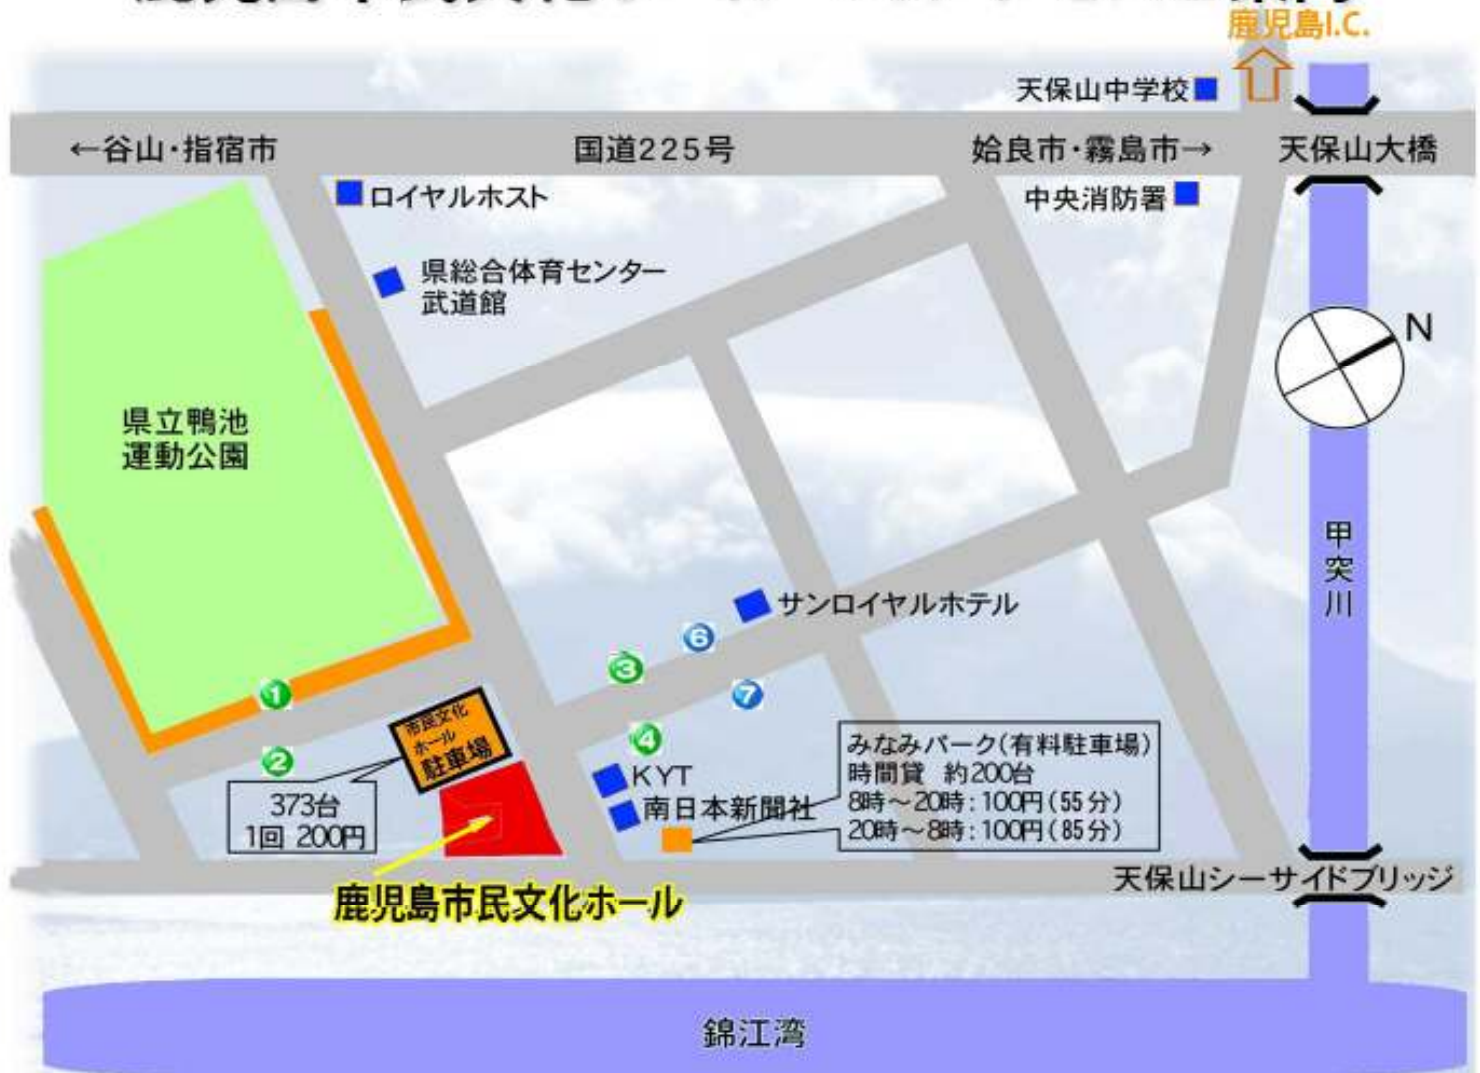 鹿児島I.C.
天保山中学校
←谷山・指宿市
国道225号
姶良市・霧島市→
天保山大橋
ロイヤルホスト
中央消防署
県総合体育センター
武道館
N
県立鴨池
運動公園
甲突川
サンロイヤルホテル
6
3
1
7
市民文化
ホール
駐車場
4
2
みなみパーク(有料駐車場)
時間貸 約200台
8時～20時:100円(55分)
20時～8時:100円(85分)
KYT
南日本新聞社
373台
1回 200円
天保山シーサイドブリッジ
鹿児島市民文化ホール
錦江湾